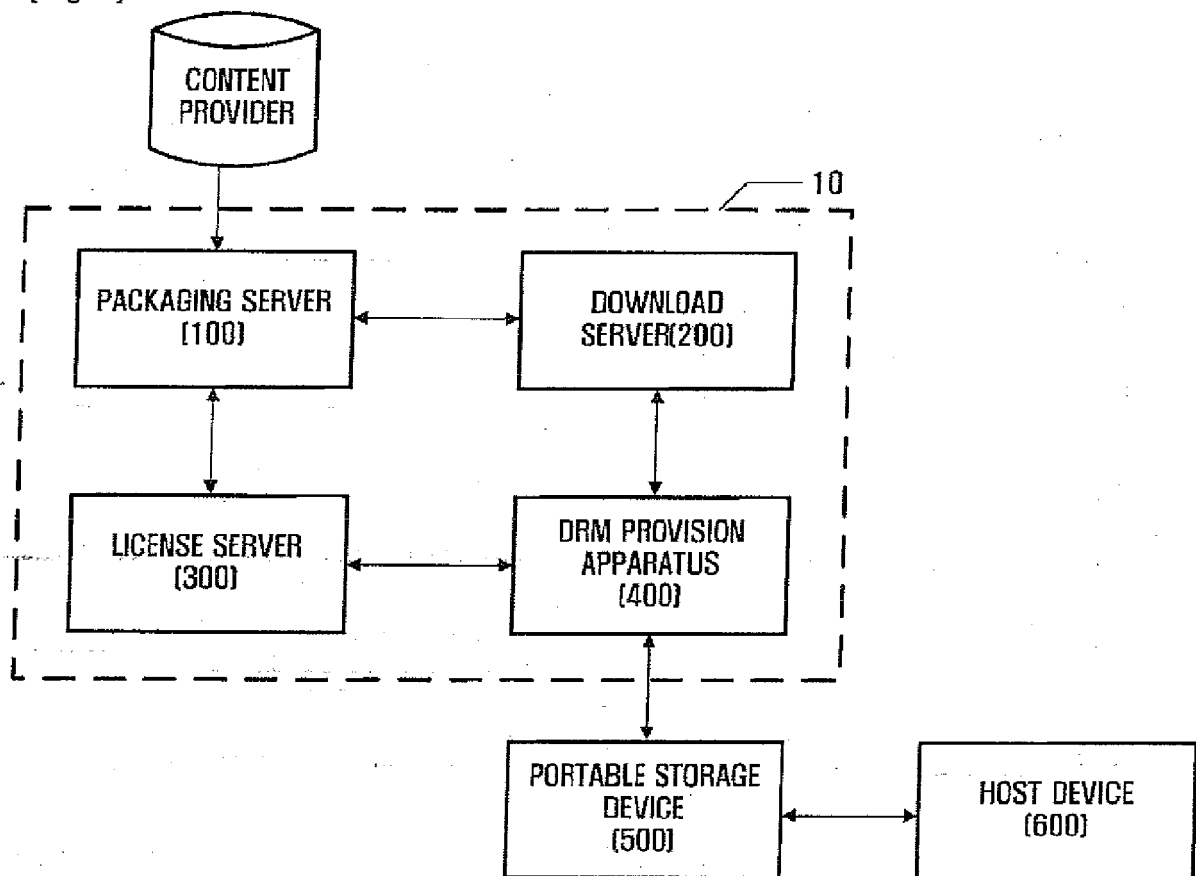 CONTENT
PROVIDER
10
PACKAGING SERVER
(100)
DOWNLOAD
SERVER(200)
LICENSE SERVER
(300)
DRM PROVISION
APPARATUS
(400)
PORTABLE STORAGE
DEVICE
(500)
HOST DEVICE
(600)